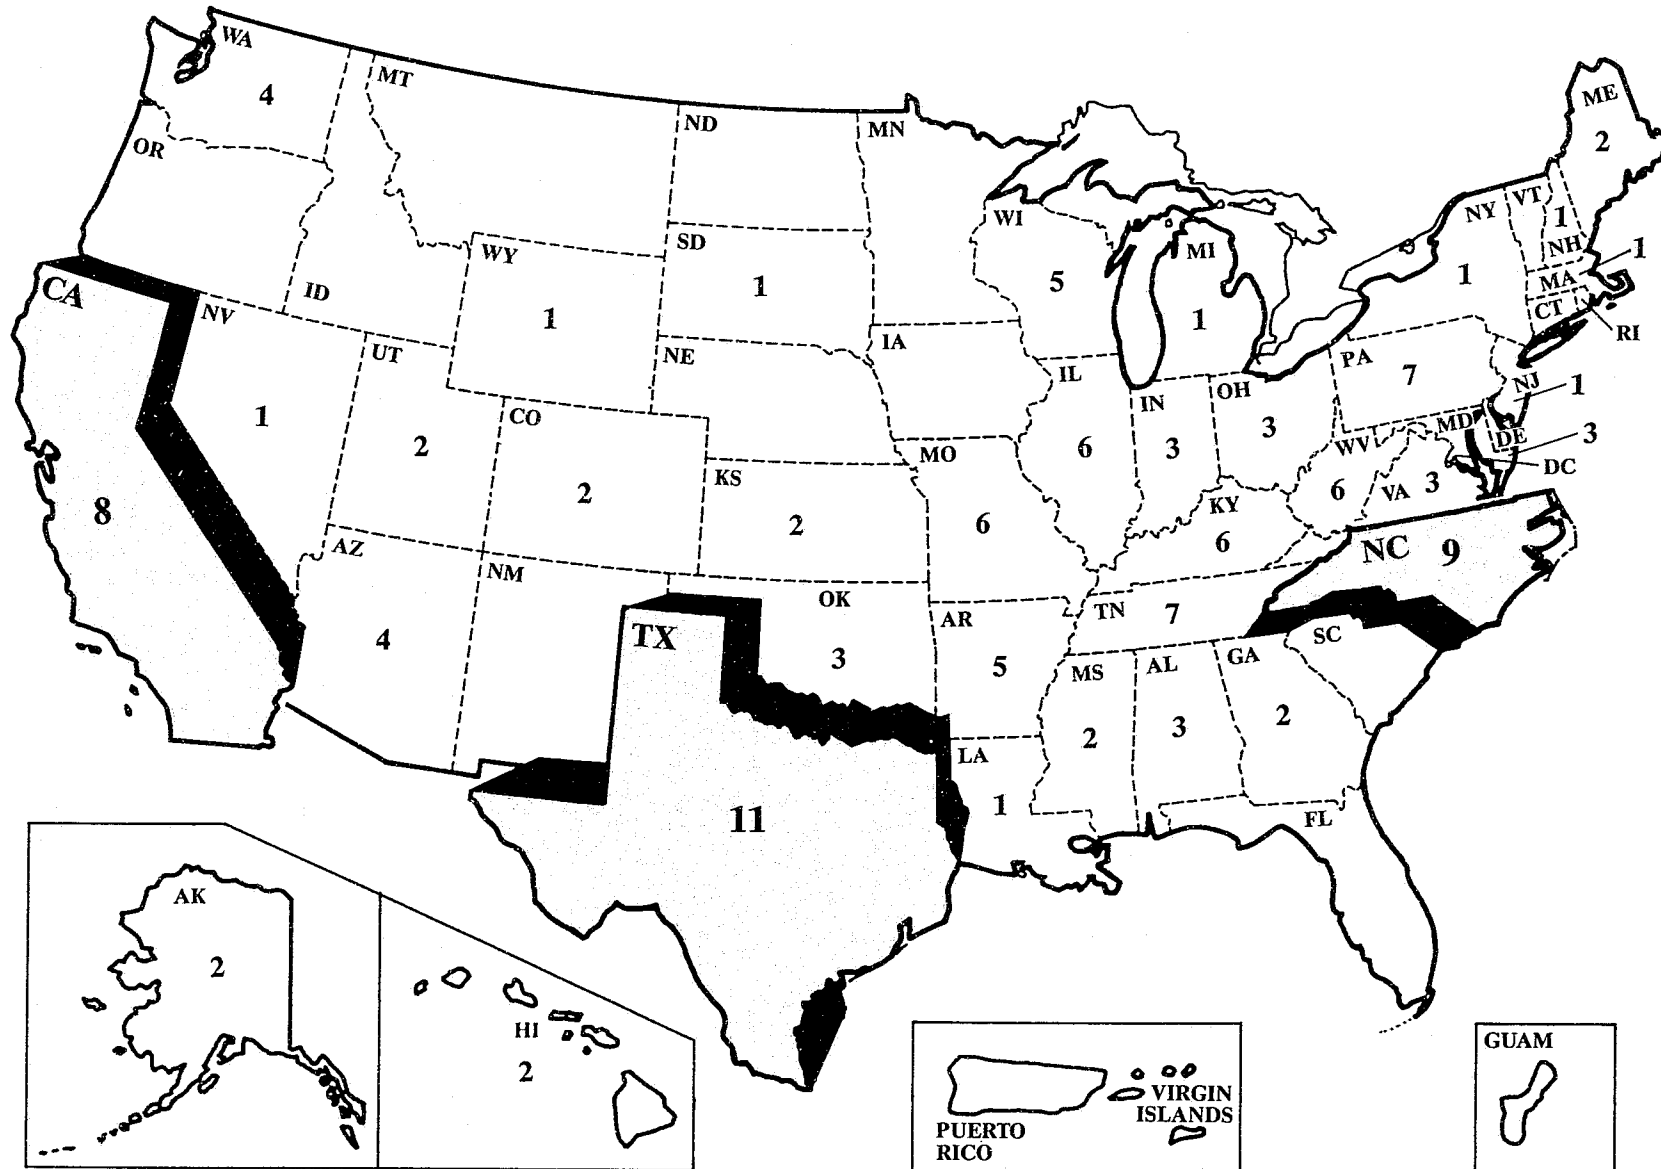 WA
4
MT
ND
MN
ME
2
OR
ID
WY
1
SD
1
WI
5
MI
1
NY
1
VT
1
NH
1
MA
CT
RI
CA
8
NV
1
UT
2
CO
2
NE
KS
2
IA
MO
6
IL
6
IN
3
OH
3
PA
7
NJ
1
MD
DE
3
DC
WV
6
VA
3
KY
6
NC 9
AZ
4
NM
TX
11
OK
3
AR
5
TN
7
SC
MS
2
AL
3
GA
2
LA
1
FL
AK
2
HI
2
PUERTO
RICO
VIRGIN
ISLANDS
GUAM